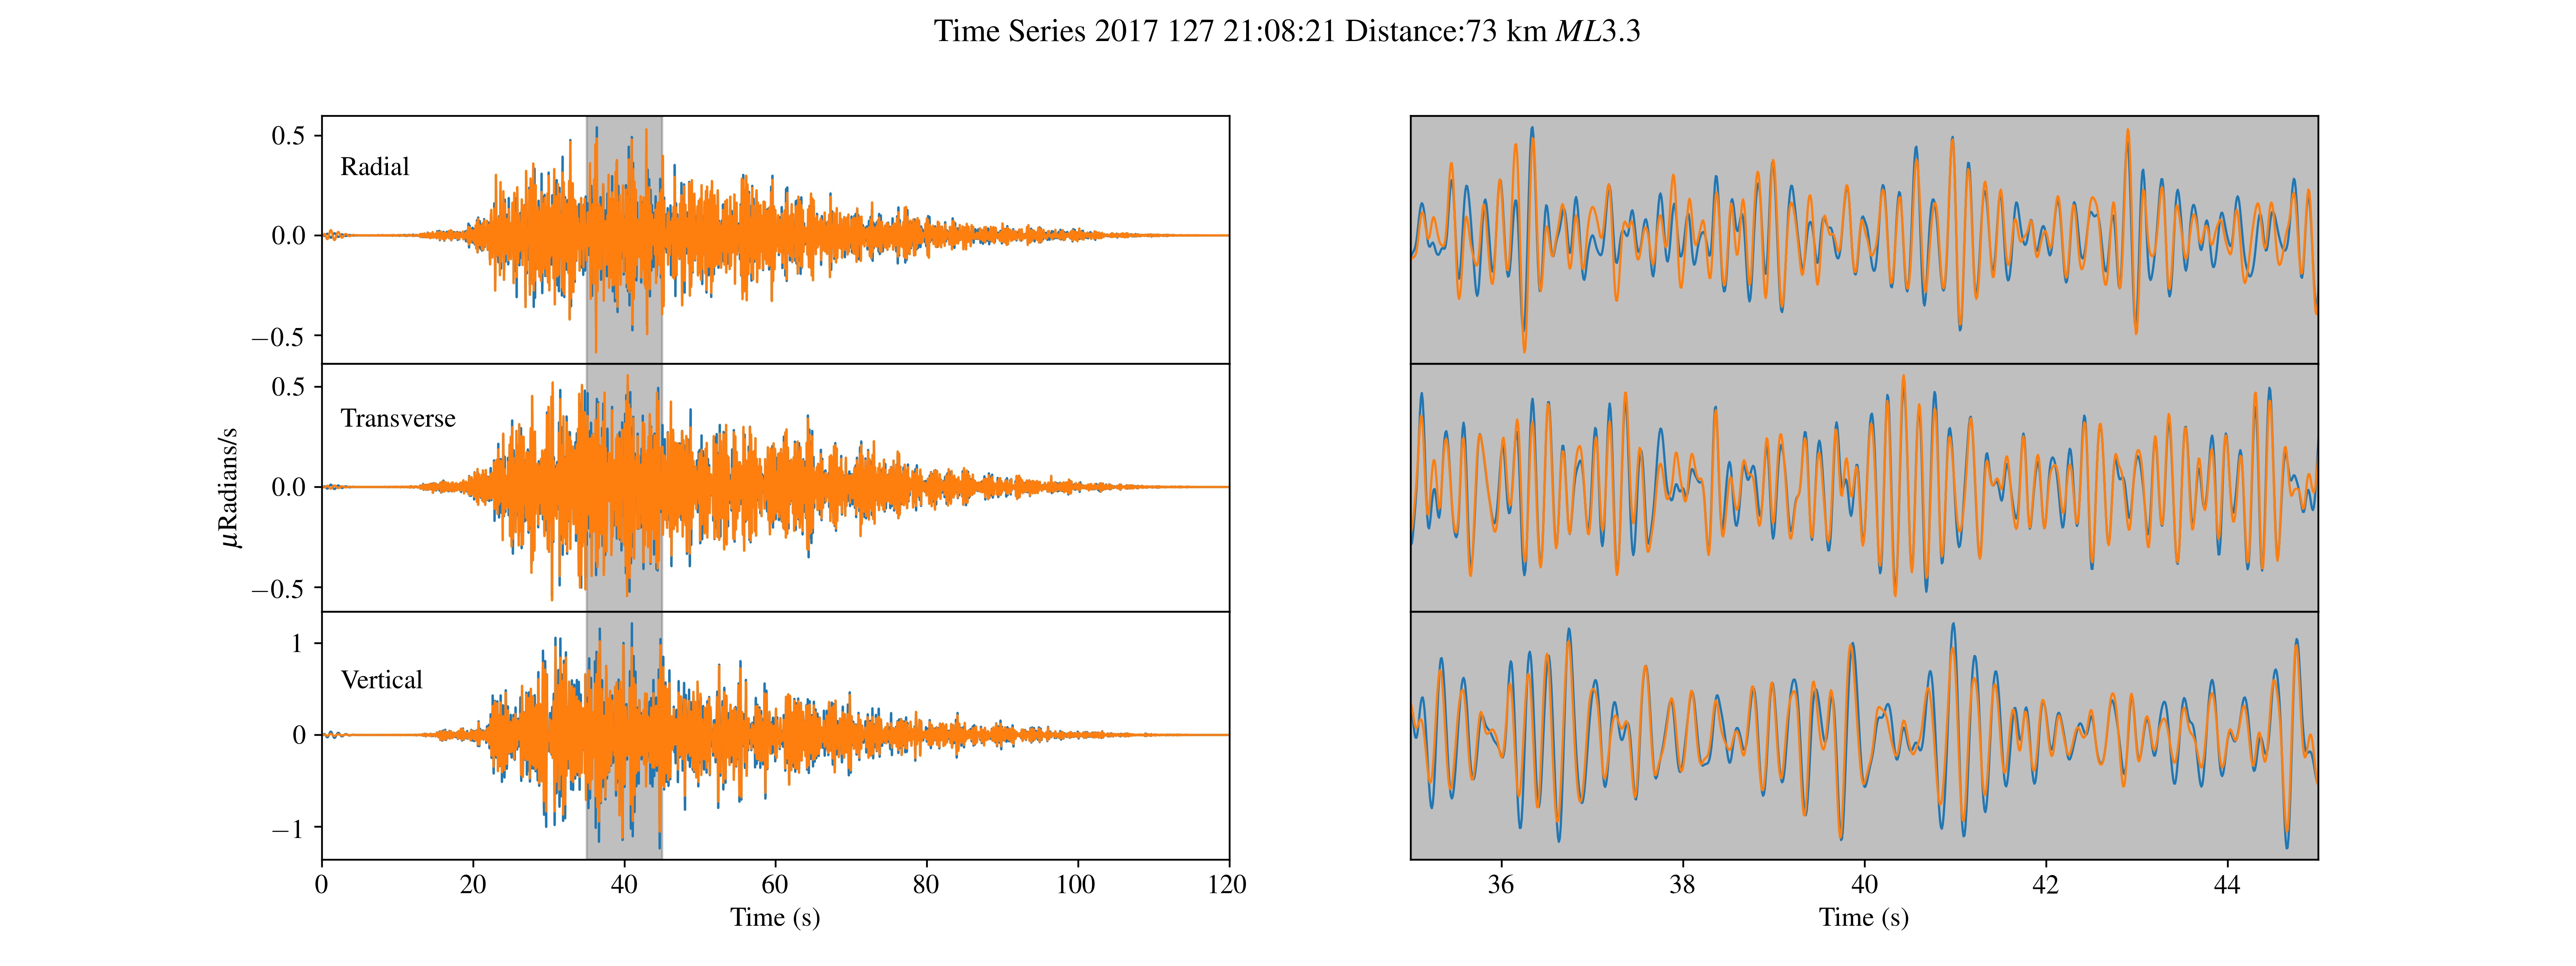 Time Series 2017 127 21:08:21 Distance:73 km ML3.3
0.5
Radial
0.0
−0.5
0.5
Transverse
0.0
−0.5
µRadians/s
1
Vertical
0
−1
0 20 40 60 80 100 120
Time (s)
36 38 40 42 44
Time (s)